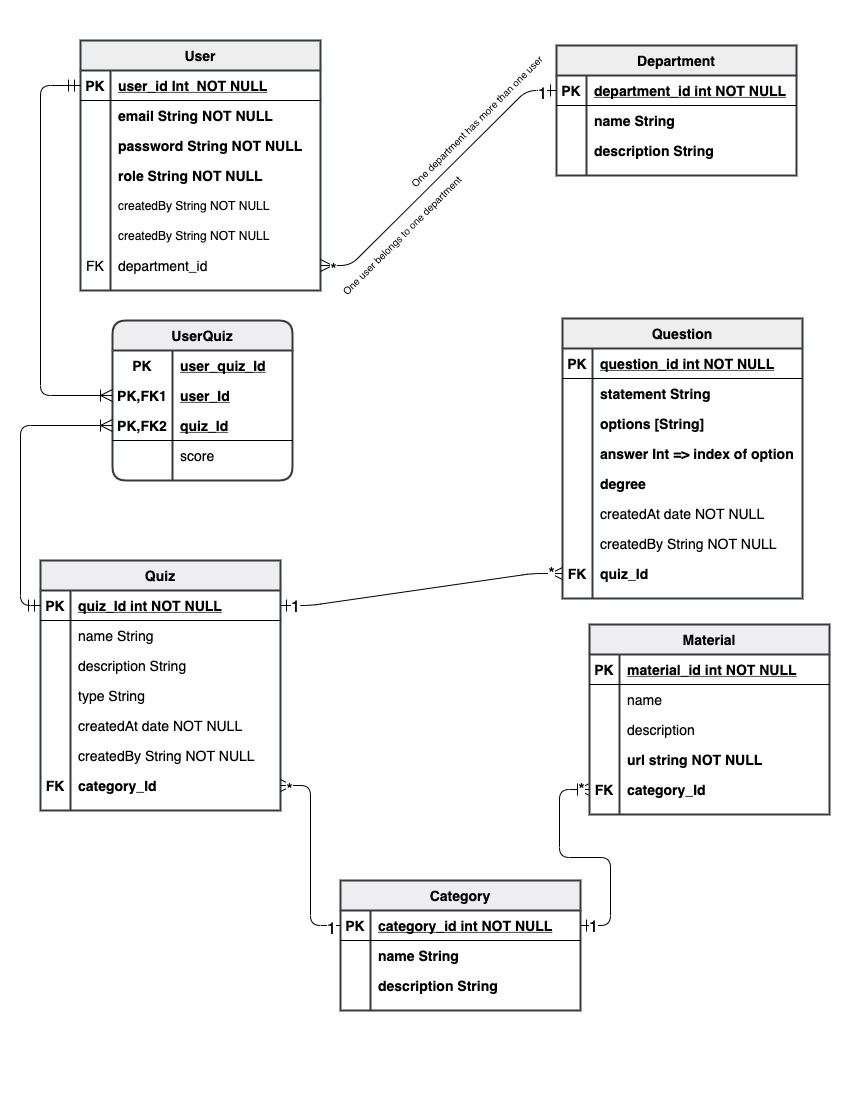 User
PK user_id Int  NOT NULL
email String NOT NULL
password String NOT NULL
role String NOT NULL
createdBy String NOT NULL
createdBy String NOT NULL
FK department_id
*
One department has more than one user
One user belongs to one department
Department
1 PK department_id int NOT NULL
name String
description String
UserQuiz
PK user_quiz_Id
PK,FK1 user_Id
PK,FK2 quiz_Id
score
Question
PK question_id int NOT NULL
statement String
options [String]
answer Int => index of option
degree
createdAt date NOT NULL
createdBy String NOT NULL
* FK quiz_Id
Quiz
PK quiz_Id int NOT NULL 1
name String
description String
type String
createdAt date NOT NULL
createdBy String NOT NULL
FK category_Id *
Material
PK material_id int NOT NULL
name
description
url string NOT NULL
* FK category_Id
Category
1 PK category_id int NOT NULL 1
name String
description String